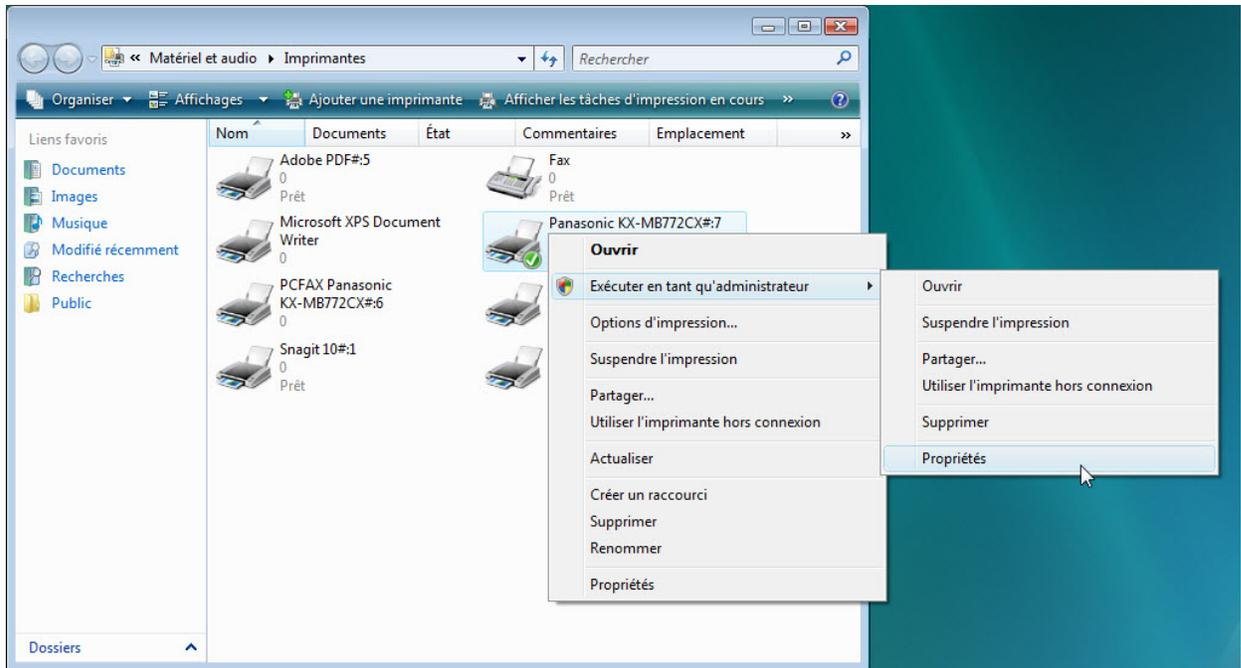 « Matériel et audio ▸ Imprimantes
Rechercher
Organiser Affichages Ajouter une imprimante Afficher les tâches d'impression en cours »
Liens favoris
Documents
Images
Musique
Modifié récemment
Recherches
Public
Dossiers
Nom Documents État Commentaires Emplacement »
Adobe PDF#:5
0
Prêt
Fax
0
Prêt
Microsoft XPS Document
Writer
0
Panasonic KX-MB772CX#:7
PCFAX Panasonic
KX-MB772CX#:6
0
Snagit 10#:1
0
Prêt
Ouvrir
Exécuter en tant qu'administrateur
Options d'impression...
Suspendre l'impression
Partager...
Utiliser l'imprimante hors connexion
Actualiser
Créer un raccourci
Supprimer
Renommer
Propriétés
Ouvrir
Suspendre l'impression
Partager...
Utiliser l'imprimante hors connexion
Supprimer
Propriétés